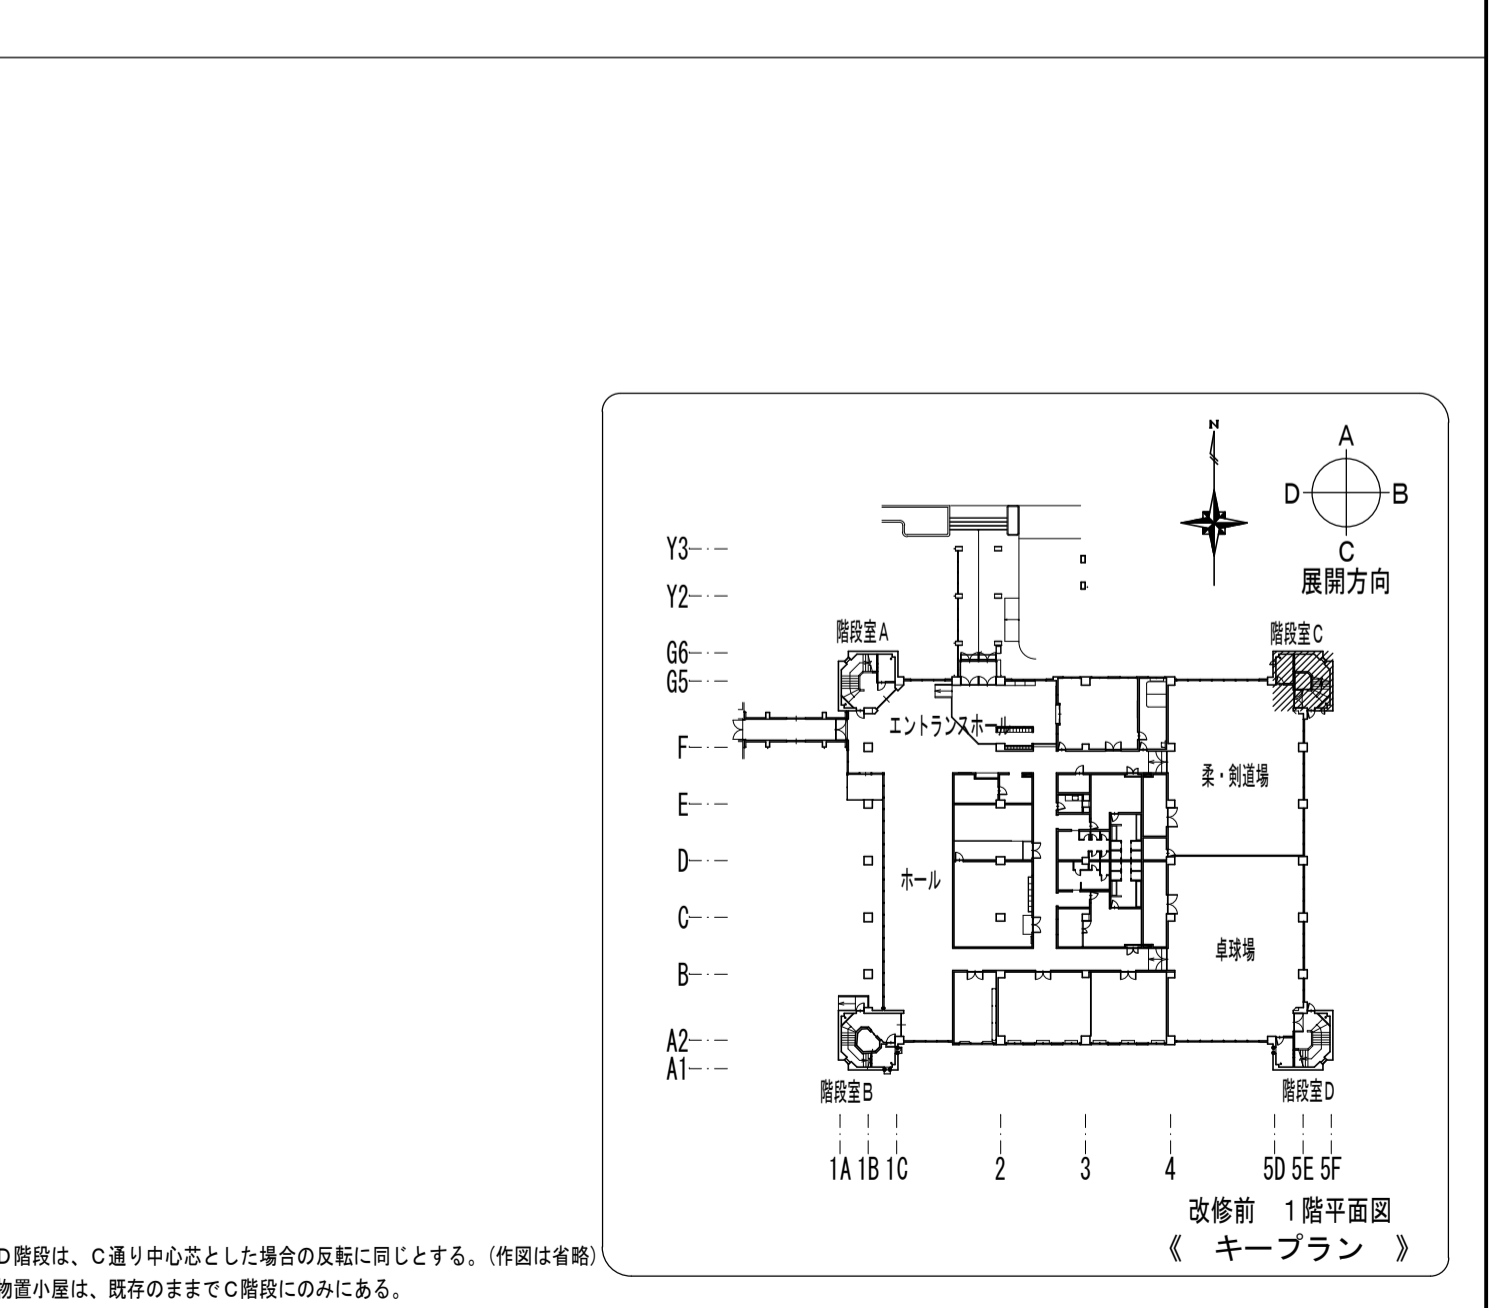 N
A
D B
C
展開方向
Y3
Y2
階段室A
階段室C
G6
G5
エントランスホール
F
柔・剣道場
E
D
ホール
C
卓球場
B
A2
A1
階段室B
階段室D
1A 1B 1C 2 3 4 5D 5E 5F
改修前 1階平面図
《 キープラン 》
D階段は、C通り中心芯とした場合の反転に同じとする。(作図は省略)
物置小屋は、既存のままでC階段にのみにある。